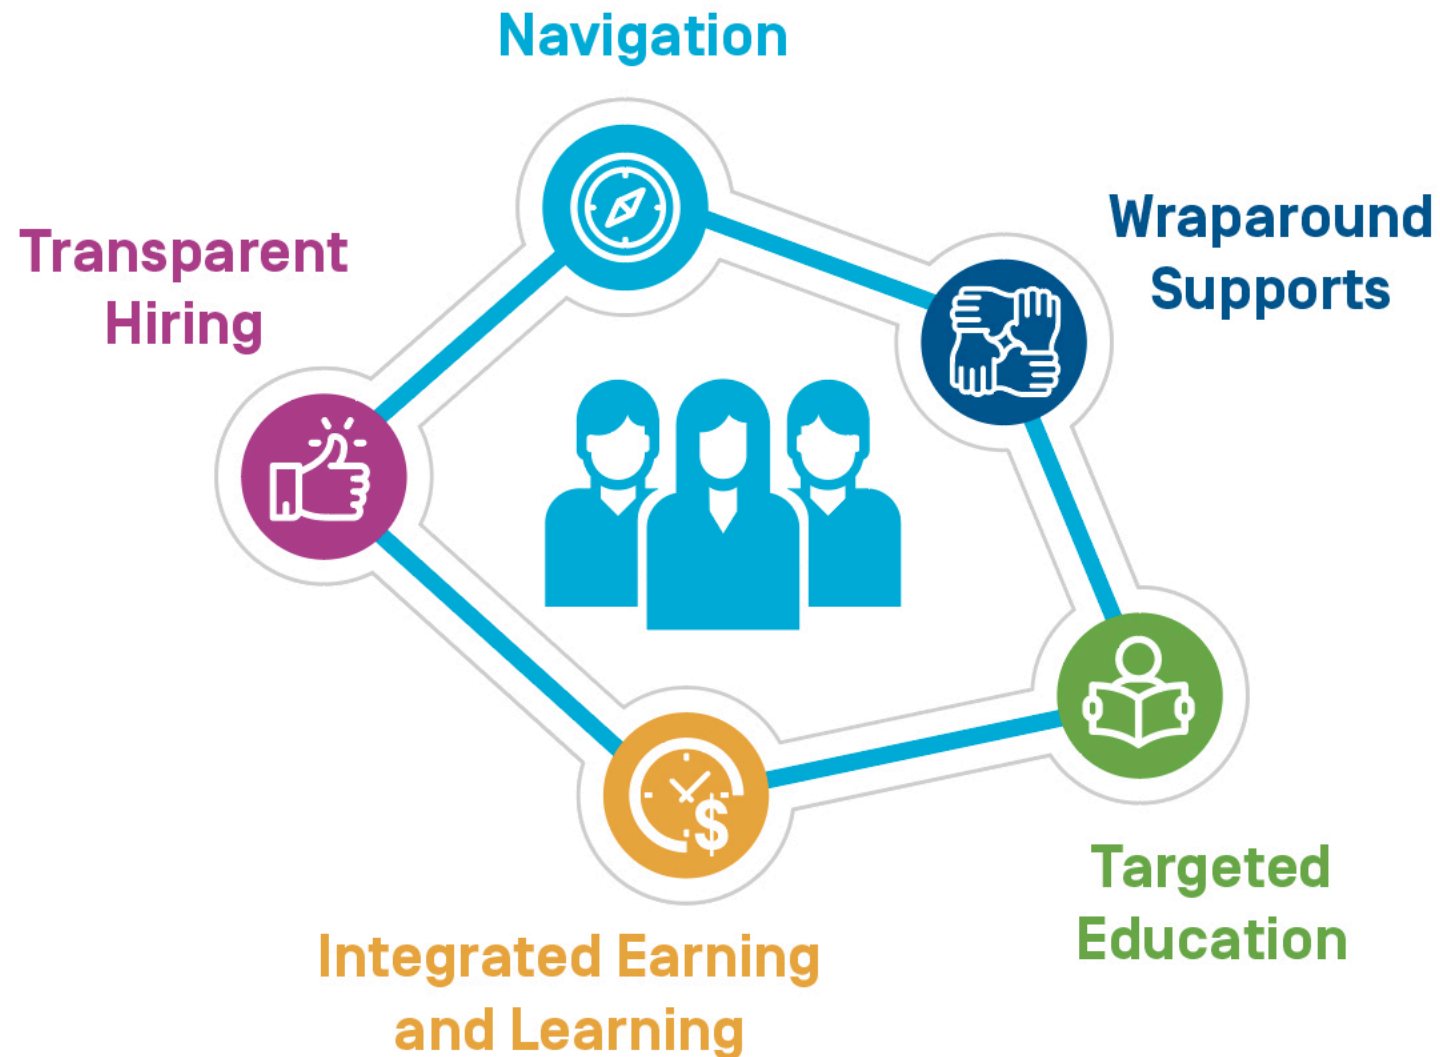 Navigation
Wraparound
Supports
Transparent
Hiring
Targeted
Education
Integrated Earning
and Learning
$